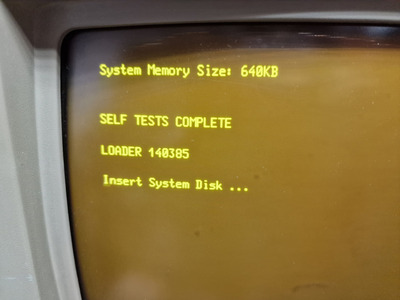 System Memory Size: 640KB
SELF TESTS COMPLETE
LOADER 140385
Insert System Disk ...